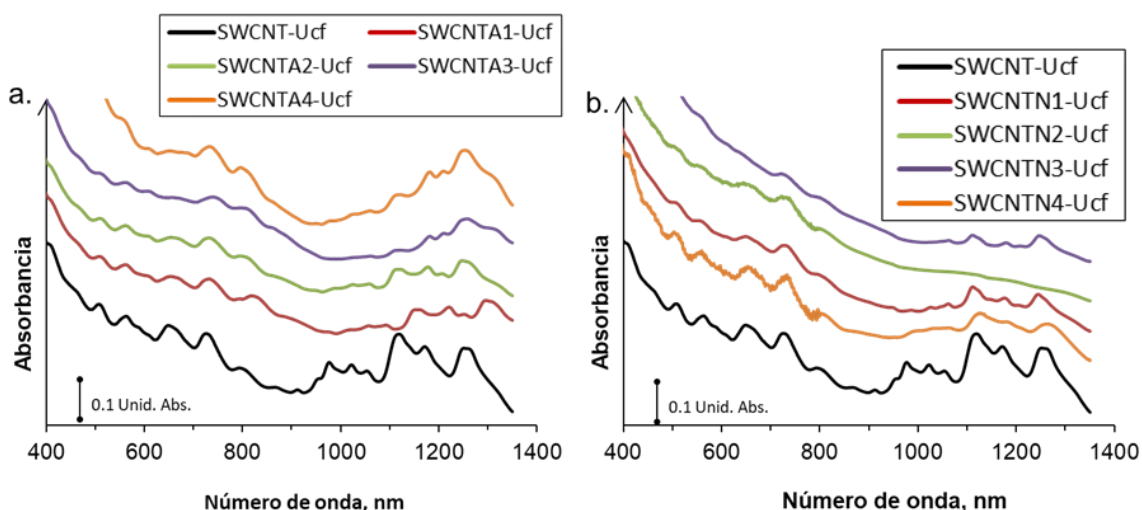 SWCNT-Ucf SWCNTA1-Ucf
SWCNTA2-Ucf SWCNTA3-Ucf
SWCNTA4-Ucf
a.
Absorbancia
0.1 Unid. Abs.
400 600 800 1000 1200 1400
Número de onda, nm
SWCNT-Ucf
SWCNTN1-Ucf
SWCNTN2-Ucf
SWCNTN3-Ucf
SWCNTN4-Ucf
b.
Absorbancia
0.1 Unid. Abs.
400 600 800 1000 1200 1400
Número de onda, nm